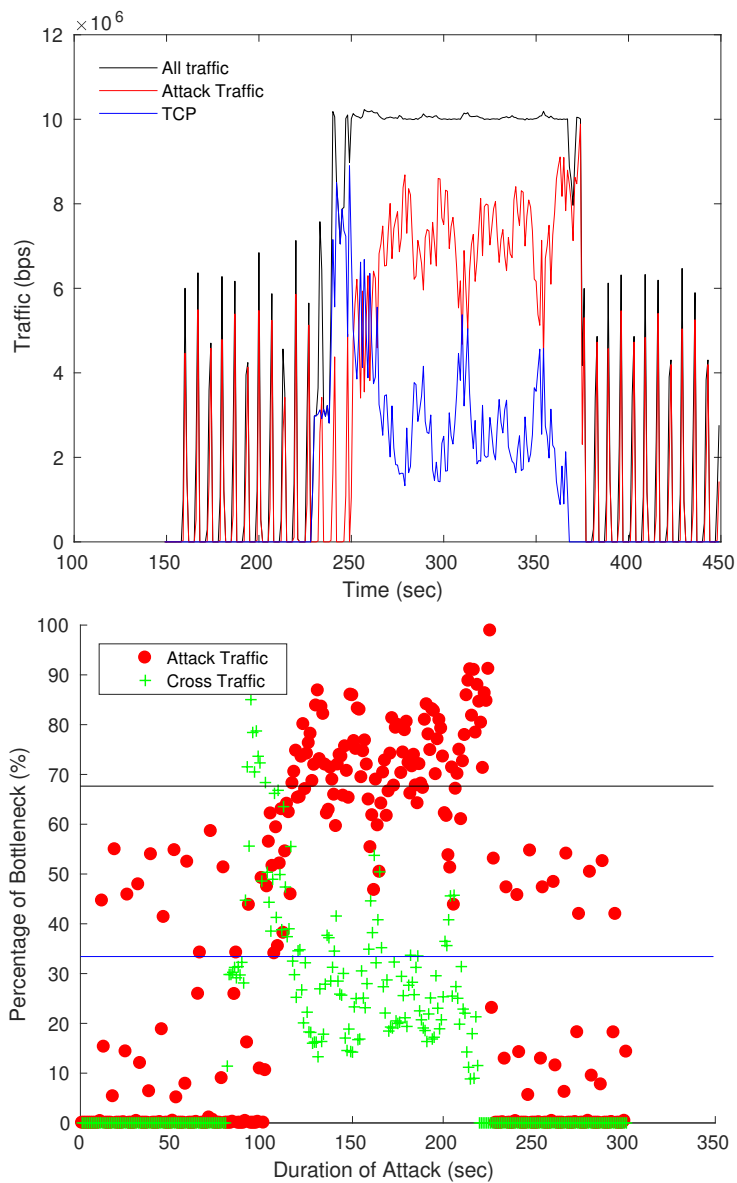 ×10⁶
12
10
8
6
4
2
0
Traffic (bps)
All traffic
Attack Traffic
TCP
100 150 200 250 300 350 400 450
Time (sec)
100
90
80
70
60
50
40
30
20
10
0
Percentage of Bottleneck (%)
Attack Traffic
Cross Traffic
0 50 100 150 200 250 300 350
Duration of Attack (sec)